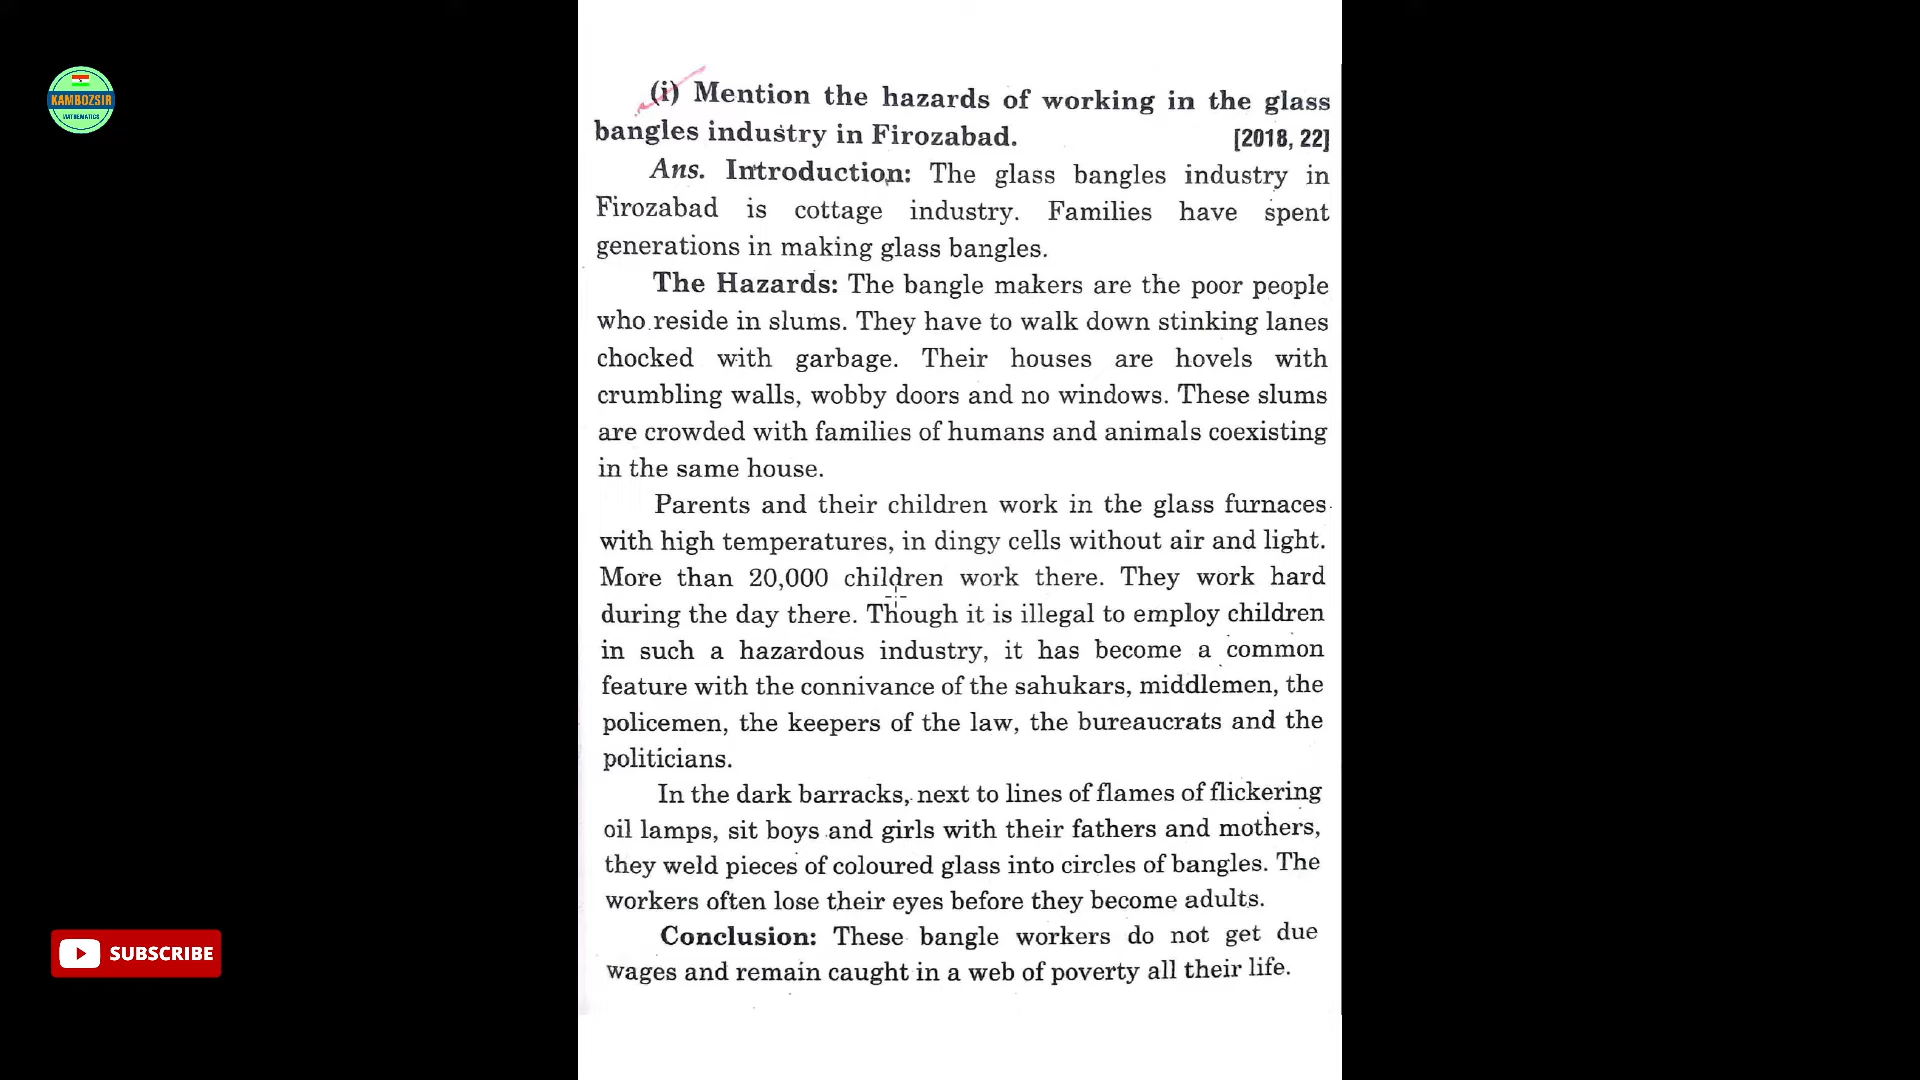 KAMBOZSIR
MATHEMATICS
(i) Mention the hazards of working in the glass
bangles industry in Firozabad. [2018, 22]
Ans. Introduction: The glass bangles industry in
Firozabad is cottage industry. Families have spent
generations in making glass bangles.
The Hazards: The bangle makers are the poor people
who reside in slums. They have to walk down stinking lanes
chocked with garbage. Their houses are hovels with
crumbling walls, wobby doors and no windows. These slums
are crowded with families of humans and animals coexisting
in the same house.
Parents and their children work in the glass furnaces
with high temperatures, in dingy cells without air and light.
More than 20,000 children work there. They work hard
during the day there. Though it is illegal to employ children
in such a hazardous industry, it has become a common
feature with the connivance of the sahukars, middlemen, the
policemen, the keepers of the law, the bureaucrats and the
politicians.
In the dark barracks, next to lines of flames of flickering
oil lamps, sit boys and girls with their fathers and mothers,
they weld pieces of coloured glass into circles of bangles. The
workers often lose their eyes before they become adults.
Conclusion: These bangle workers do not get due
wages and remain caught in a web of poverty all their life.
SUBSCRIBE